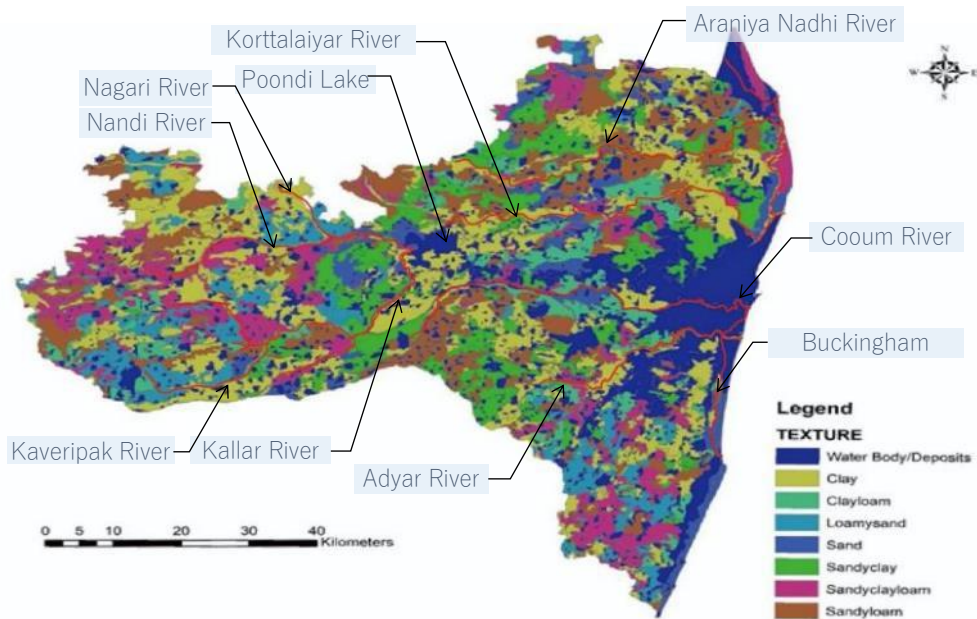 Araniya Nadhi River
Korttalaiyar River
Poondi Lake
Nagari River
Nandi River
N
W
E
S
Cooum River
Buckingham
Kaveripak River
Kallar River
Adyar River
Legend
TEXTURE
Water Body/Deposits
Clay
Clayloam
Loamysand
Sand
Sandyclay
Sandyclayloam
Sandyloam
0 5 10 20 30 40
Kilometers